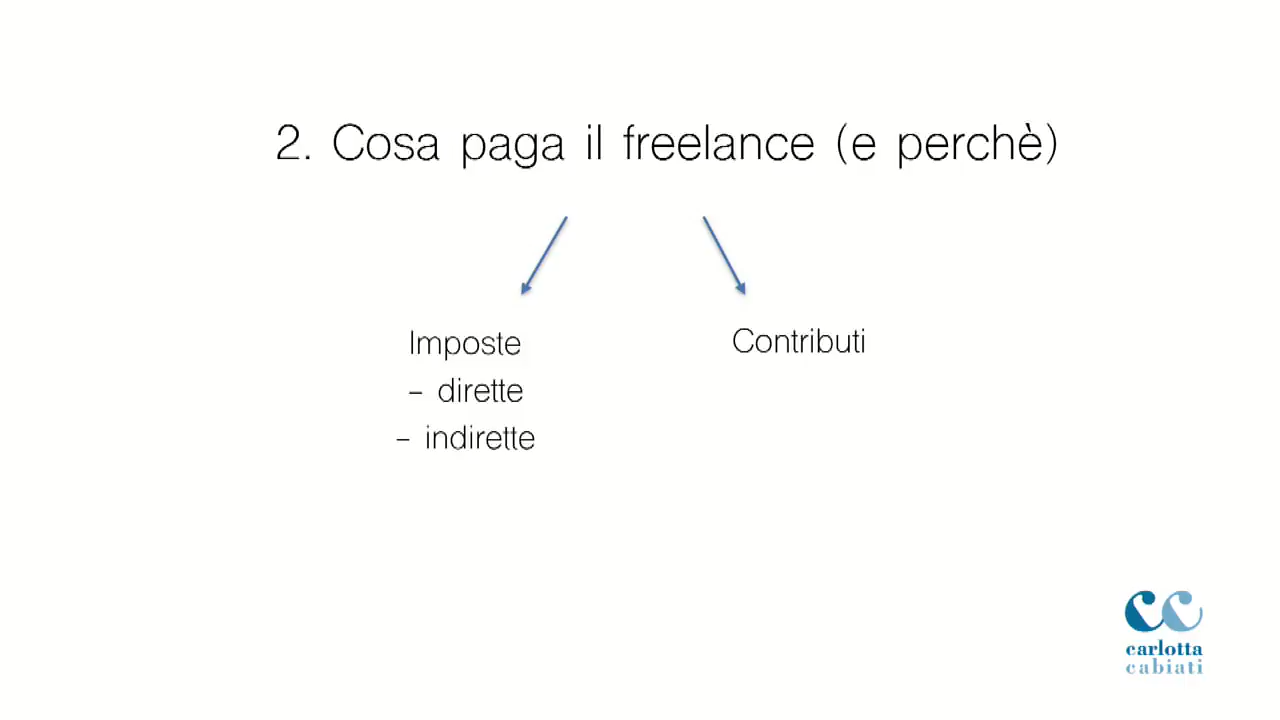 2. Cosa paga il freelance (e perchè)
Imposte
– dirette
– indirette
Contributi
carlotta
cabiati